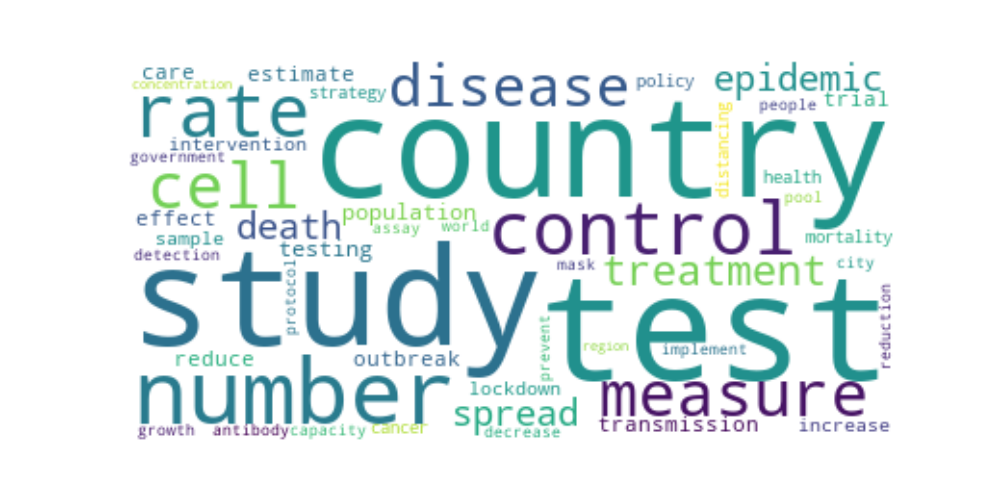 care
estimate
disease
policy
epidemic
concentration
strategy
people
trial
rate
country
distancing
intervention
government
cell
health
pool
effect
death
population
control
assay
world
sample
testing
mortality
detection
protocol
mask
treatment
city
study
test
reduction
prevent
region
implement
reduce
outbreak
number
lockdown
measure
spread
growth
antibody
capacity
cancer
decrease
transmission
increase